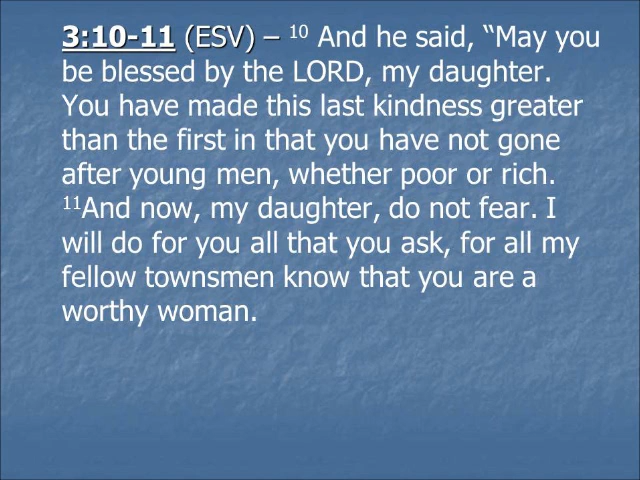 3:10-11 (ESV) – 10 And he said, “May you
be blessed by the LORD, my daughter.
You have made this last kindness greater
than the first in that you have not gone
after young men, whether poor or rich.
11And now, my daughter, do not fear. I
will do for you all that you ask, for all my
fellow townsmen know that you are a
worthy woman.